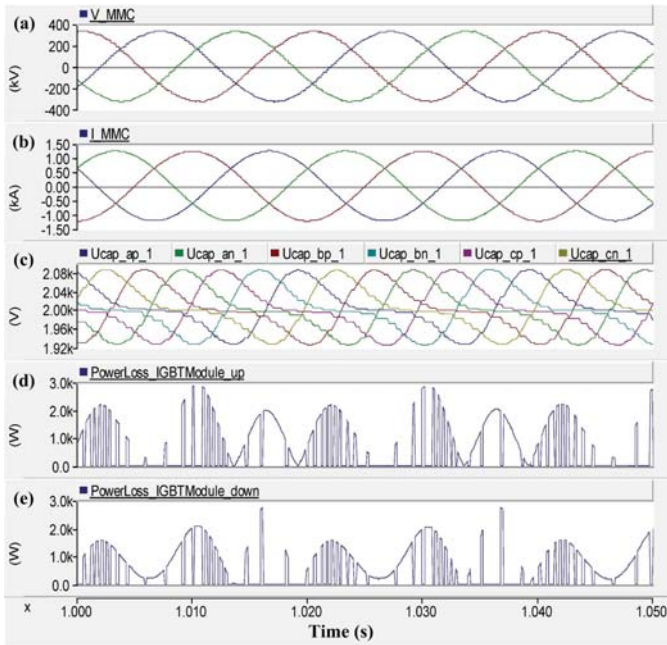 (a)
V_MMC
400
200
0
-200
-400
(kV)
(b)
I_MMC
1.50
1.00
0.50
0.00
-0.50
-1.00
-1.50
(kA)
(c)
Ucap_ap_1 Ucap_an_1 Ucap_bp_1 Ucap_bn_1 Ucap_cp_1 Ucap_cn_1
2.08k
2.04k
2.00k
1.96k
1.92k
(V)
(d)
PowerLoss_IGBTModule_up
3.0k
2.0k
1.0k
0.0
(W)
(e)
PowerLoss_IGBTModule_down
3.0k
2.0k
1.0k
0.0
(W)
x 1.000 1.010 1.020 1.030 1.040 1.050
Time (s)